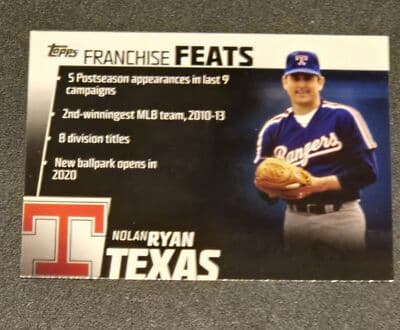 Topps FRANCHISE FEATS
5 Postseason appearances in last 9
campaigns
2nd-winningest MLB team, 2010-13
8 division titles
New ballpark opens in
2020
T
Rangers
T
NOLAN RYAN
TEXAS